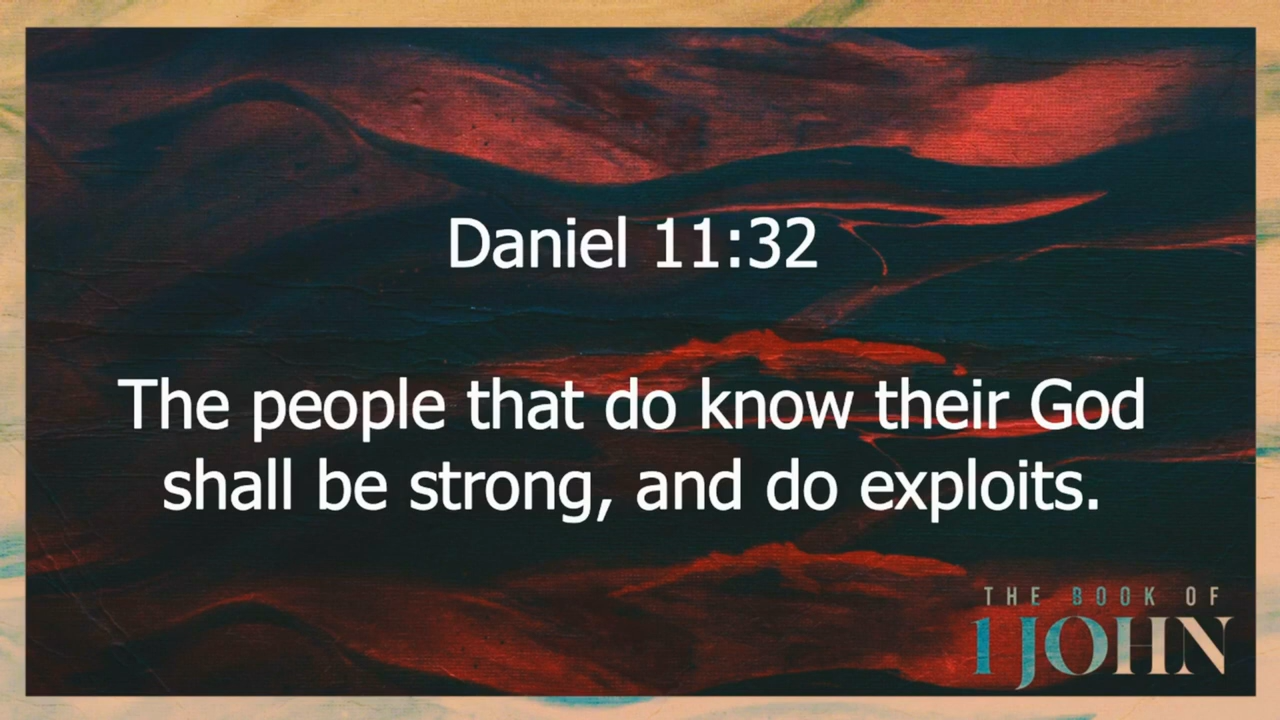 Daniel 11:32
The people that do know their God
shall be strong, and do exploits.
THE BOOK OF
1 JOHN